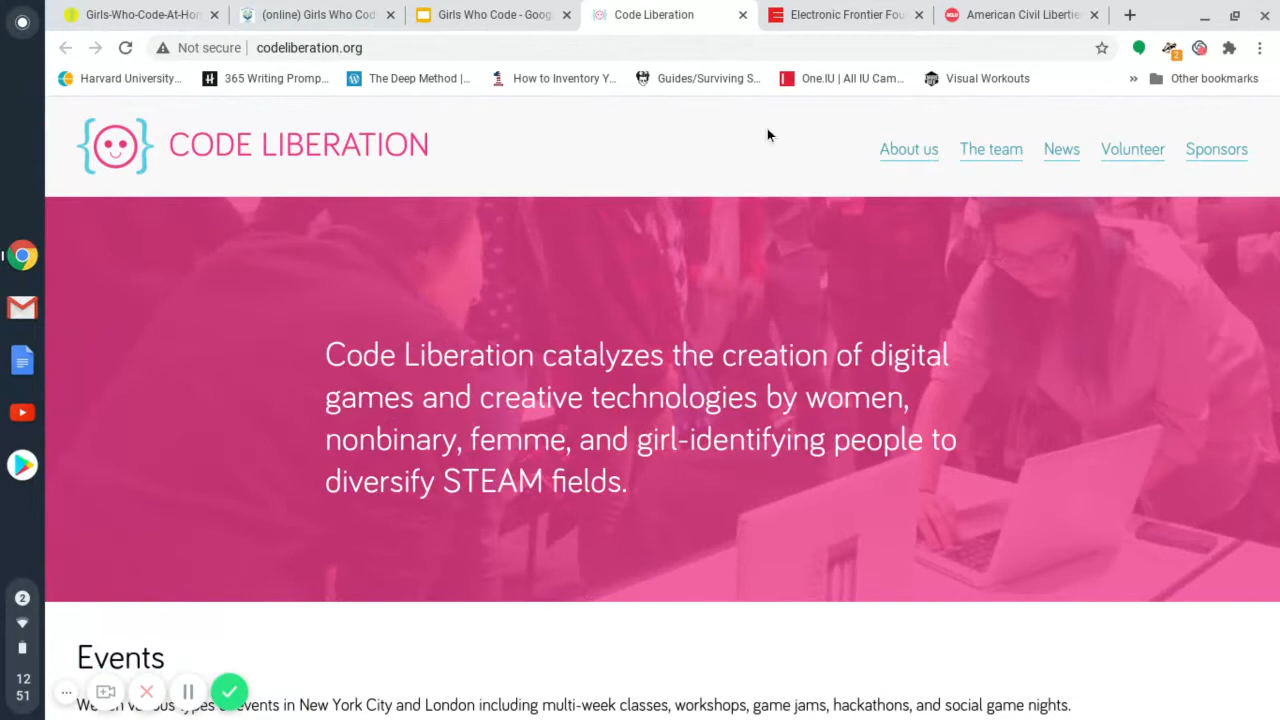 Girls-Who-Code-At-Hom
(online) Girls Who Cod
Girls Who Code - Goog
Code Liberation
Electronic Frontier Fou
American Civil Libertie
Not secure codeliberation.org
2
Harvard University...
365 Writing Promp...
The Deep Method |...
How to Inventory Y...
Guides/Surviving S...
One.IU | All IU Cam...
Visual Workouts
»
Other bookmarks
CODE LIBERATION
About us
The team
News
Volunteer
Sponsors
Code Liberation catalyzes the creation of digital
games and creative technologies by women,
nonbinary, femme, and girl-identifying people to
diversify STEAM fields.
Events
various types events in New York City and London including multi-week classes, workshops, game jams, hackathons, and social game nights.
2
12
51